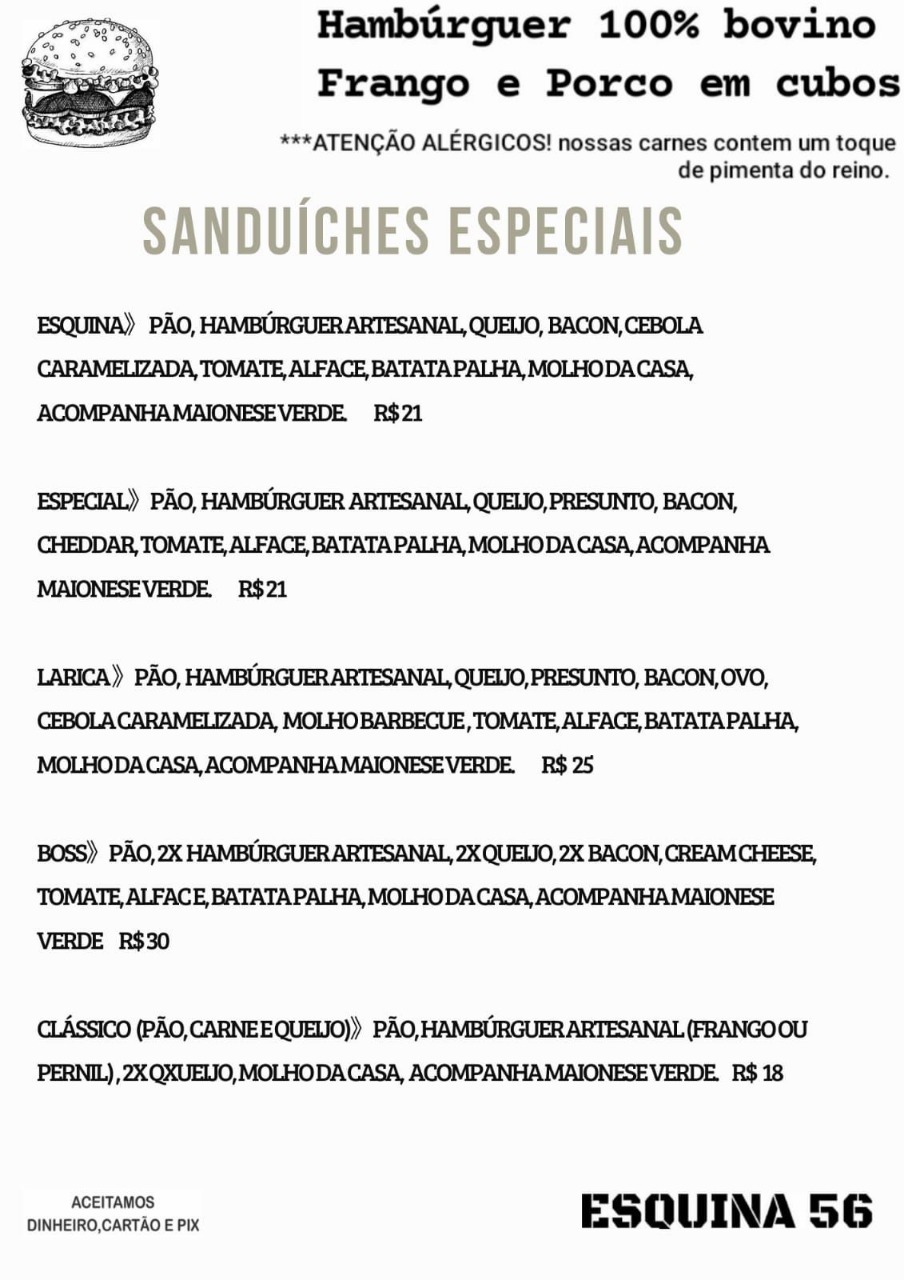 Hambúrguer 100% bovino
Frango e Porco em cubos
***ATENÇÃO ALÉRGICOS! nossas carnes contem um toque
de pimenta do reino.
SANDUÍCHES ESPECIAIS
ESQUINA》 PÃO, HAMBÚRGUER ARTESANAL, QUEIJO, BACON, CEBOLA
CARAMELIZADA, TOMATE, ALFACE, BATATA PALHA, MOLHO DA CASA,
ACOMPANHA MAIONESE VERDE. R$ 21
ESPECIAL》 PÃO, HAMBÚRGUER ARTESANAL, QUEIJO, PRESUNTO, BACON,
CHEDDAR, TOMATE, ALFACE, BATATA PALHA, MOLHO DA CASA, ACOMPANHA
MAIONESE VERDE. R$ 21
LARICA》 PÃO, HAMBÚRGUER ARTESANAL, QUEIJO, PRESUNTO, BACON, OVO,
CEBOLA CARAMELIZADA, MOLHO BARBECUE , TOMATE, ALFACE, BATATA PALHA,
MOLHO DA CASA, ACOMPANHA MAIONESE VERDE. R$ 25
BOSS》 PÃO, 2X HAMBÚRGUER ARTESANAL, 2X QUEIJO, 2X BACON, CREAM CHEESE,
TOMATE, ALFAC E, BATATA PALHA, MOLHO DA CASA, ACOMPANHA MAIONESE
VERDE R$ 30
CLÁSSICO (PÃO, CARNE E QUEIJO)》 PÃO, HAMBÚRGUER ARTESANAL (FRANGO OU
PERNIL) , 2X QXUEIJO, MOLHO DA CASA, ACOMPANHA MAIONESE VERDE. R$ 18
ACEITAMOS
DINHEIRO,CARTÃO E PIX
ESQUINA 56